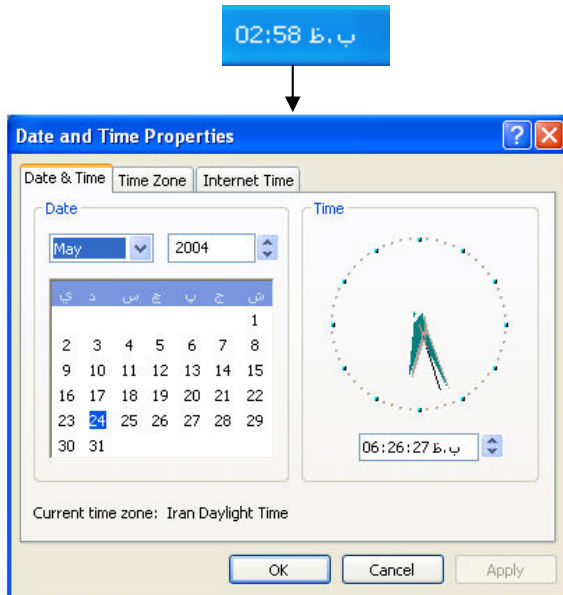 02:58 ب.ظ
Date and Time Properties
Date & Time Time Zone Internet Time
Date
Time
May 2004
ي د س چ پ ج ش
1
2 3 4 5 6 7 8
9 10 11 12 13 14 15
16 17 18 19 20 21 22
23 24 25 26 27 28 29
30 31
06:26:27 ب.ظ
Current time zone: Iran Daylight Time
OK Cancel Apply